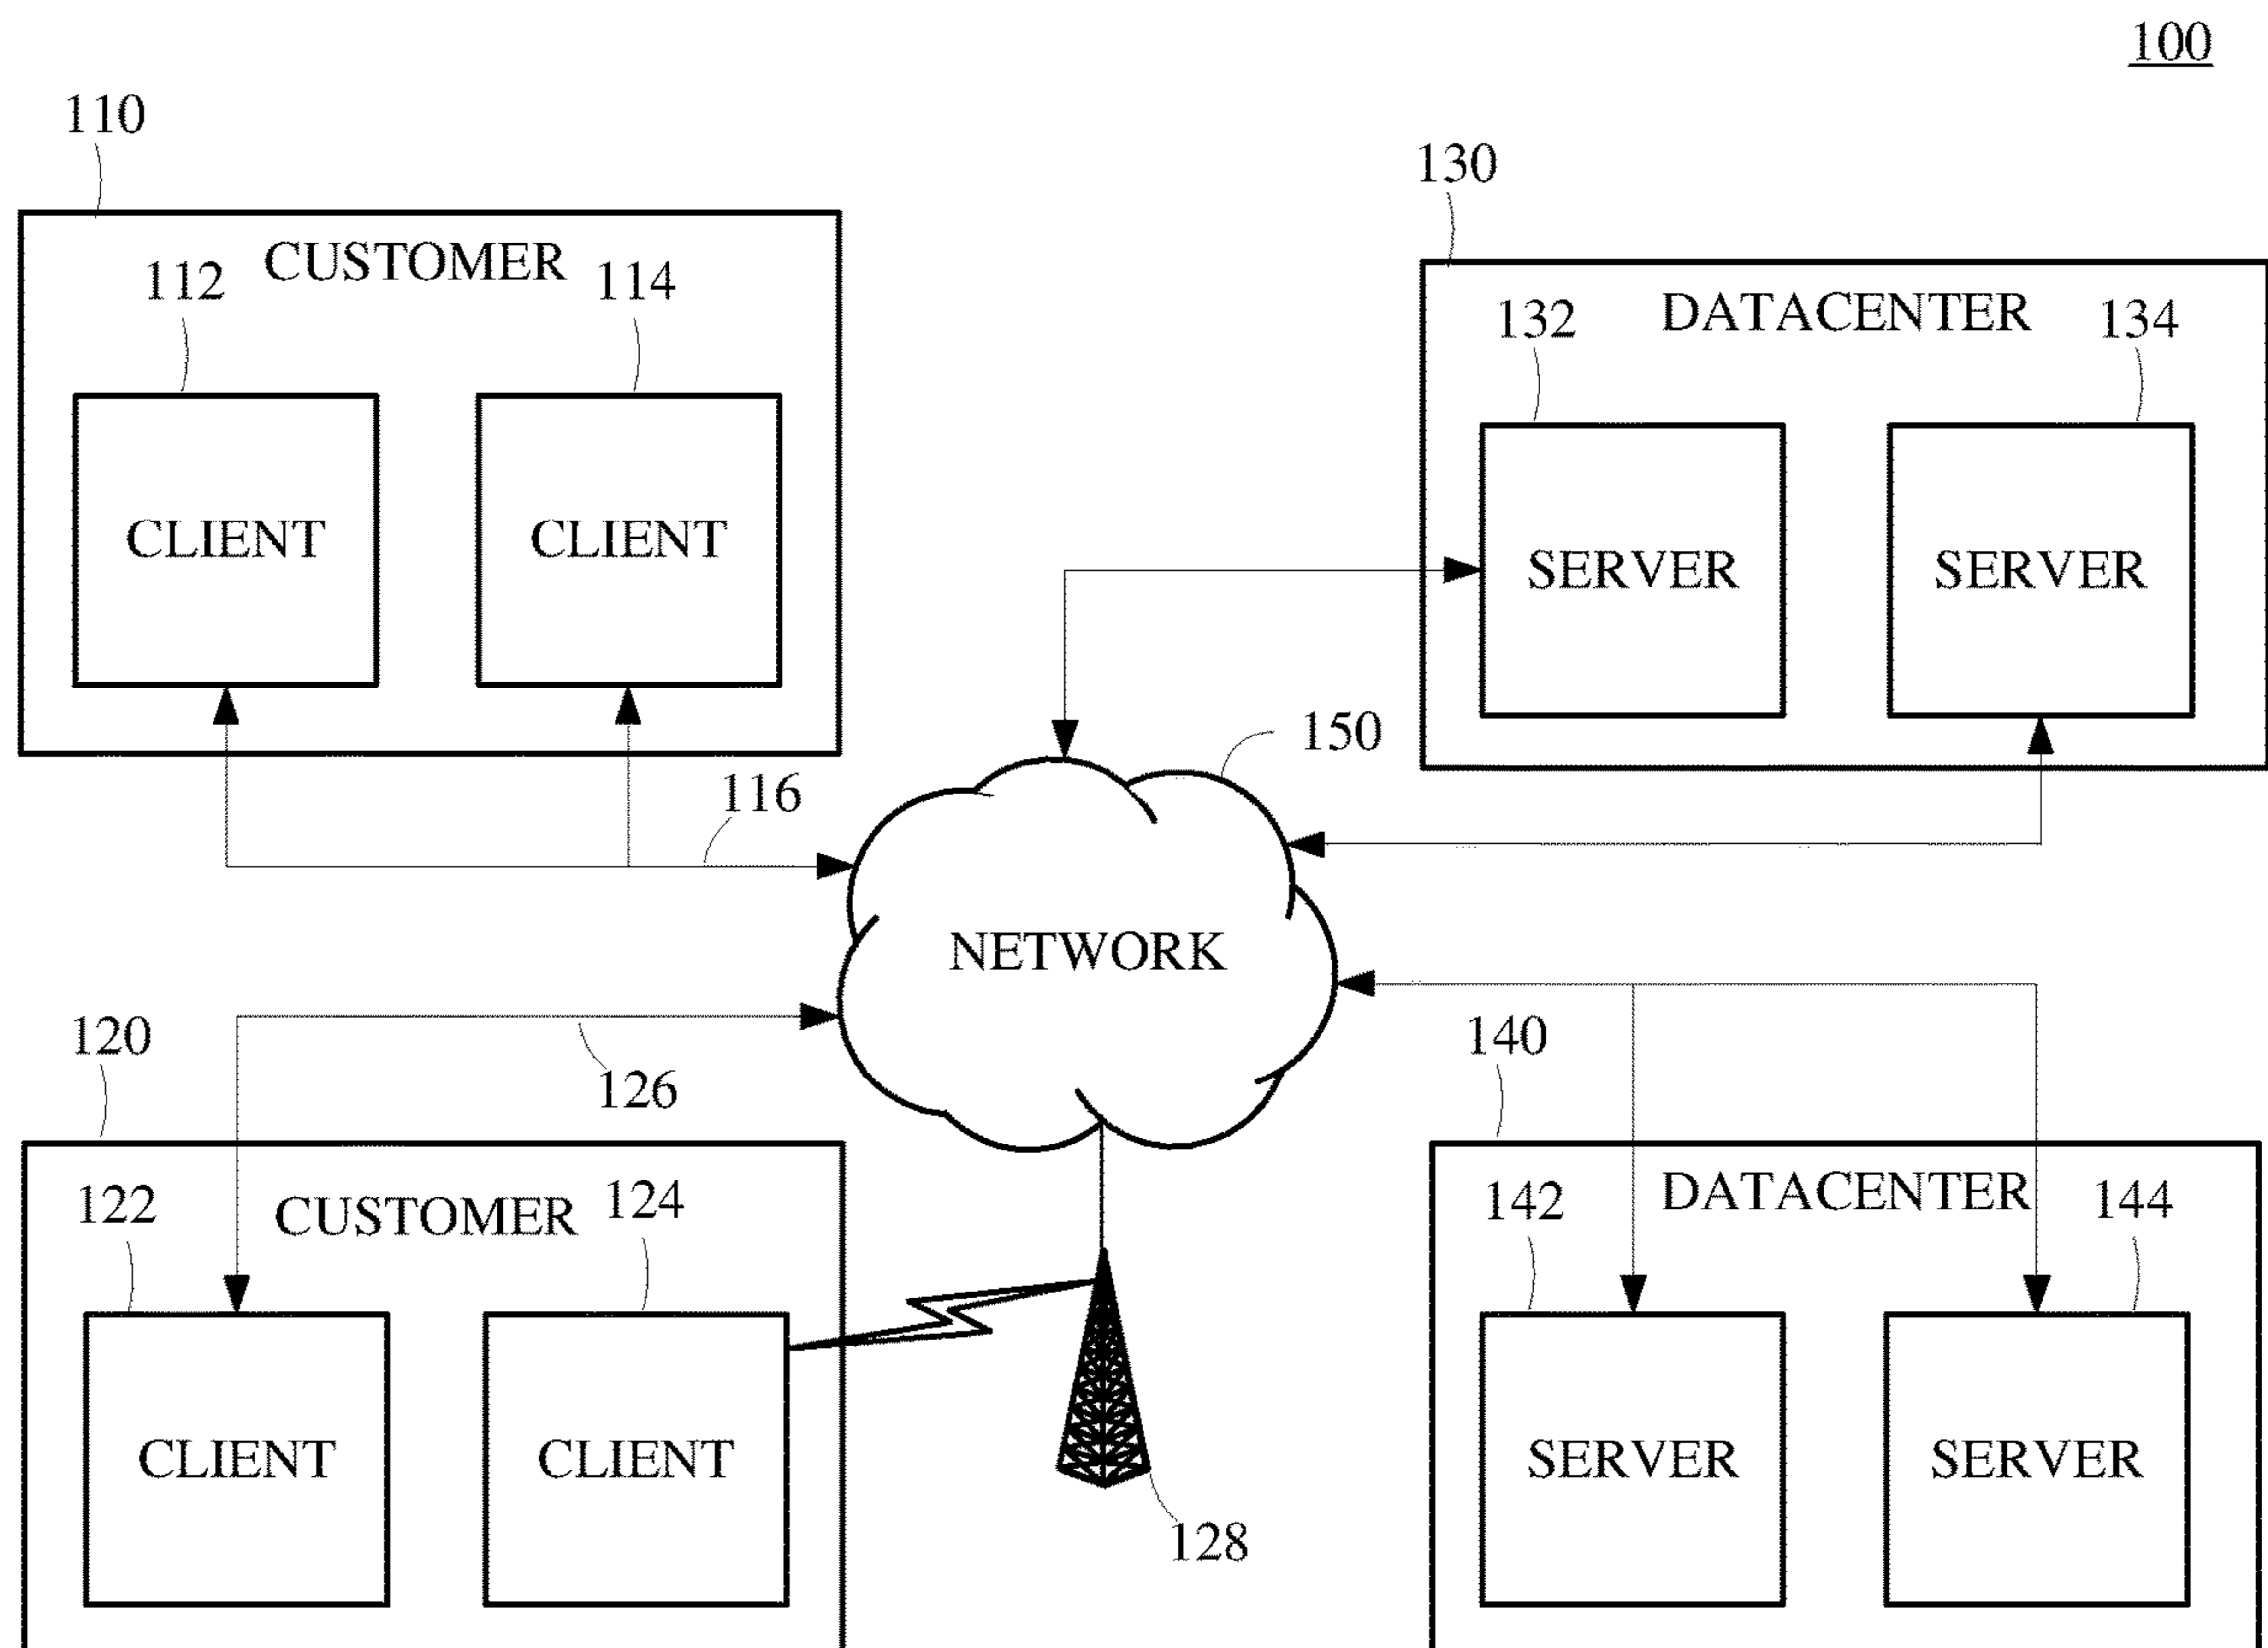 100
110
130
CUSTOMER
112
114
DATACENTER
132
134
CLIENT
CLIENT
SERVER
SERVER
150
116
NETWORK
120
126
140
CUSTOMER
122
124
DATACENTER
142
144
CLIENT
CLIENT
SERVER
SERVER
128